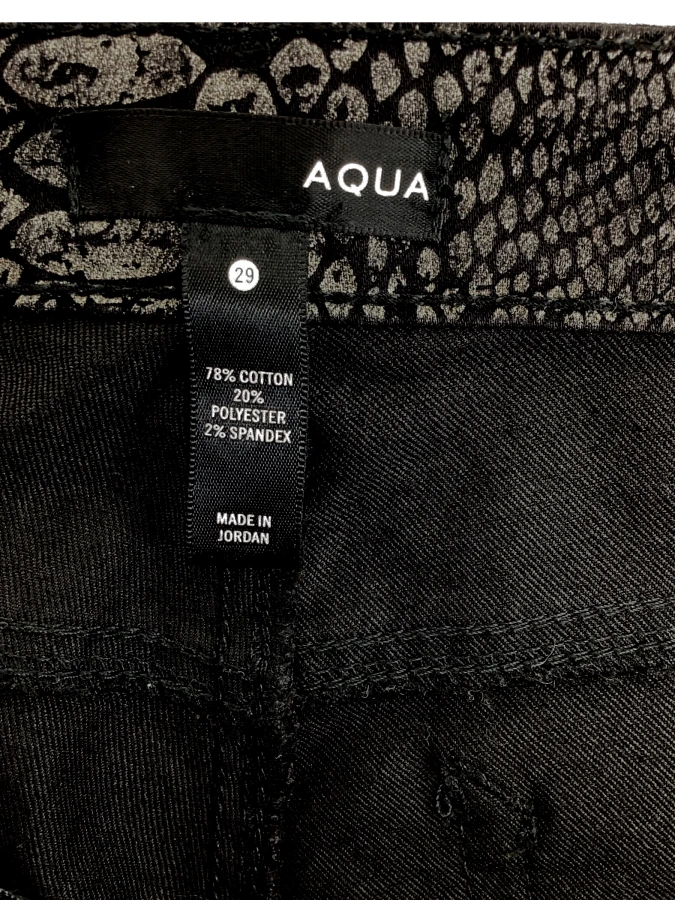 AQUA
29
78% COTTON
20%
POLYESTER
2% SPANDEX
MADE IN
JORDAN